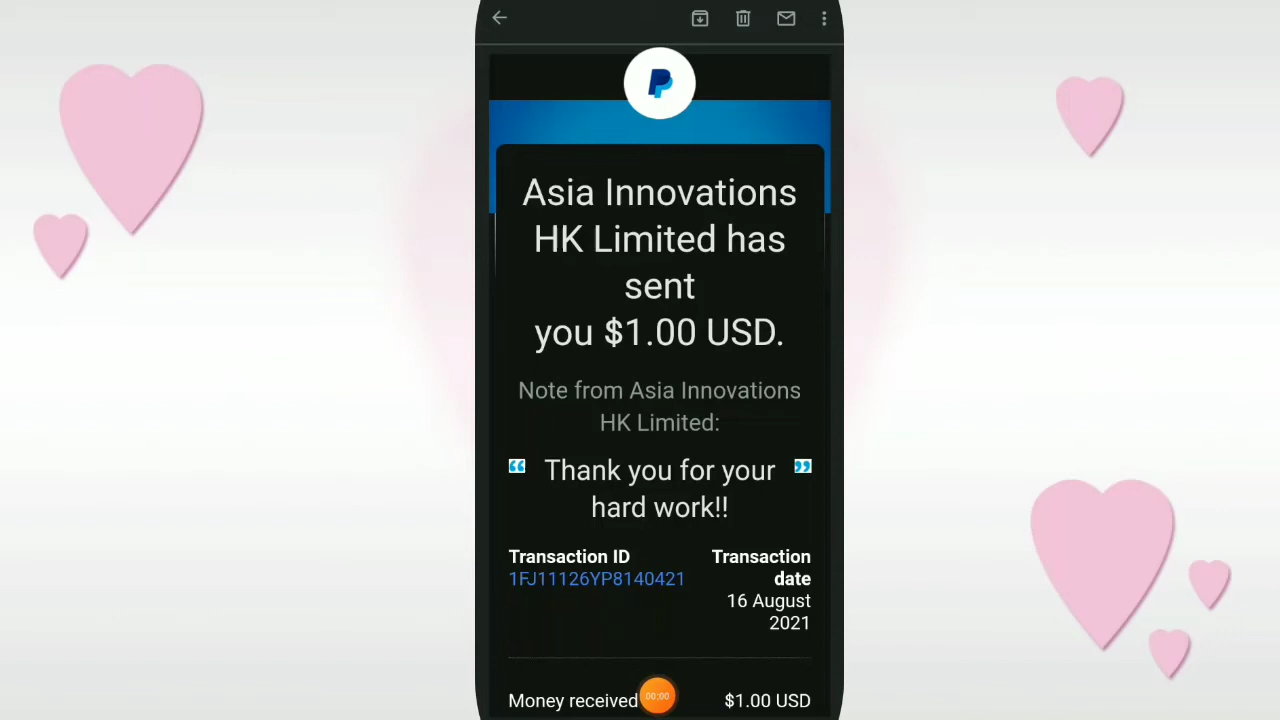 Asia Innovations
HK Limited has
sent
you $1.00 USD.
Note from Asia Innovations
HK Limited:
“ Thank you for your ”
hard work!!
Transaction ID
1FJ11126YP8140421
Transaction
date
16 August
2021
Money received
00:00
$1.00 USD